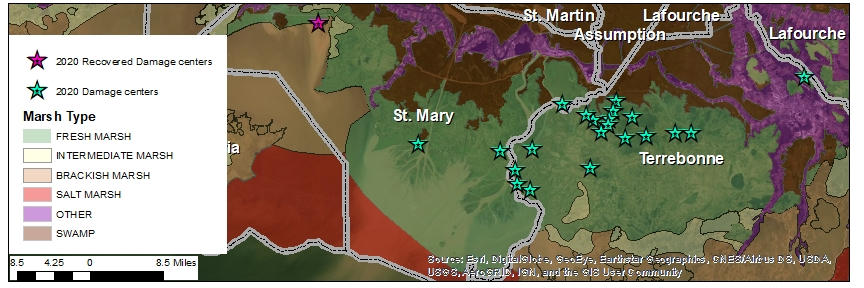 St. Martin
Lafourche
Assumption
Lafourche
2020 Recovered Damage centers
2020 Damage centers
Marsh Type
FRESH MARSH
INTERMEDIATE MARSH
BRACKISH MARSH
SALT MARSH
OTHER
SWAMP
St. Mary
ia
Terrebonne
8.5 4.25 0 8.5 Miles
Source: Esri, DigitalGlobe, GeoEye, Earthstar Geographics, CNES/Airbus DS, USDA,
USGS, AeroGRID, IGN, and the GIS User Community